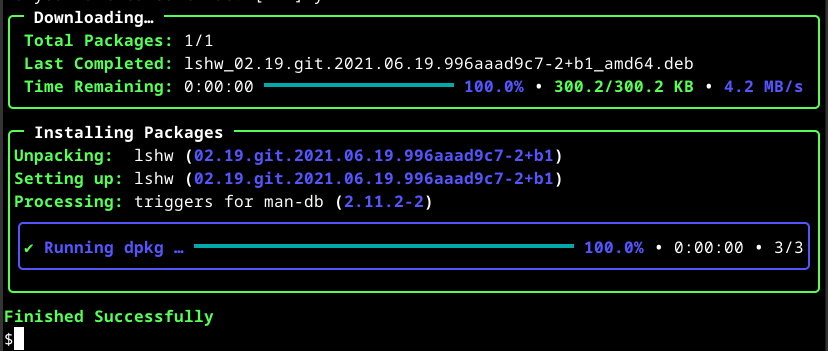 Downloading…
Total Packages: 1/1
Last Completed: lshw_02.19.git.2021.06.19.996aaad9c7-2+b1_amd64.deb
Time Remaining: 0:00:00 100.0% • 300.2/300.2 KB • 4.2 MB/s
Installing Packages
Unpacking: lshw (02.19.git.2021.06.19.996aaad9c7-2+b1)
Setting up: lshw (02.19.git.2021.06.19.996aaad9c7-2+b1)
Processing: triggers for man-db (2.11.2-2)
✔ Running dpkg … 100.0% • 0:00:00 • 3/3
Finished Successfully
$